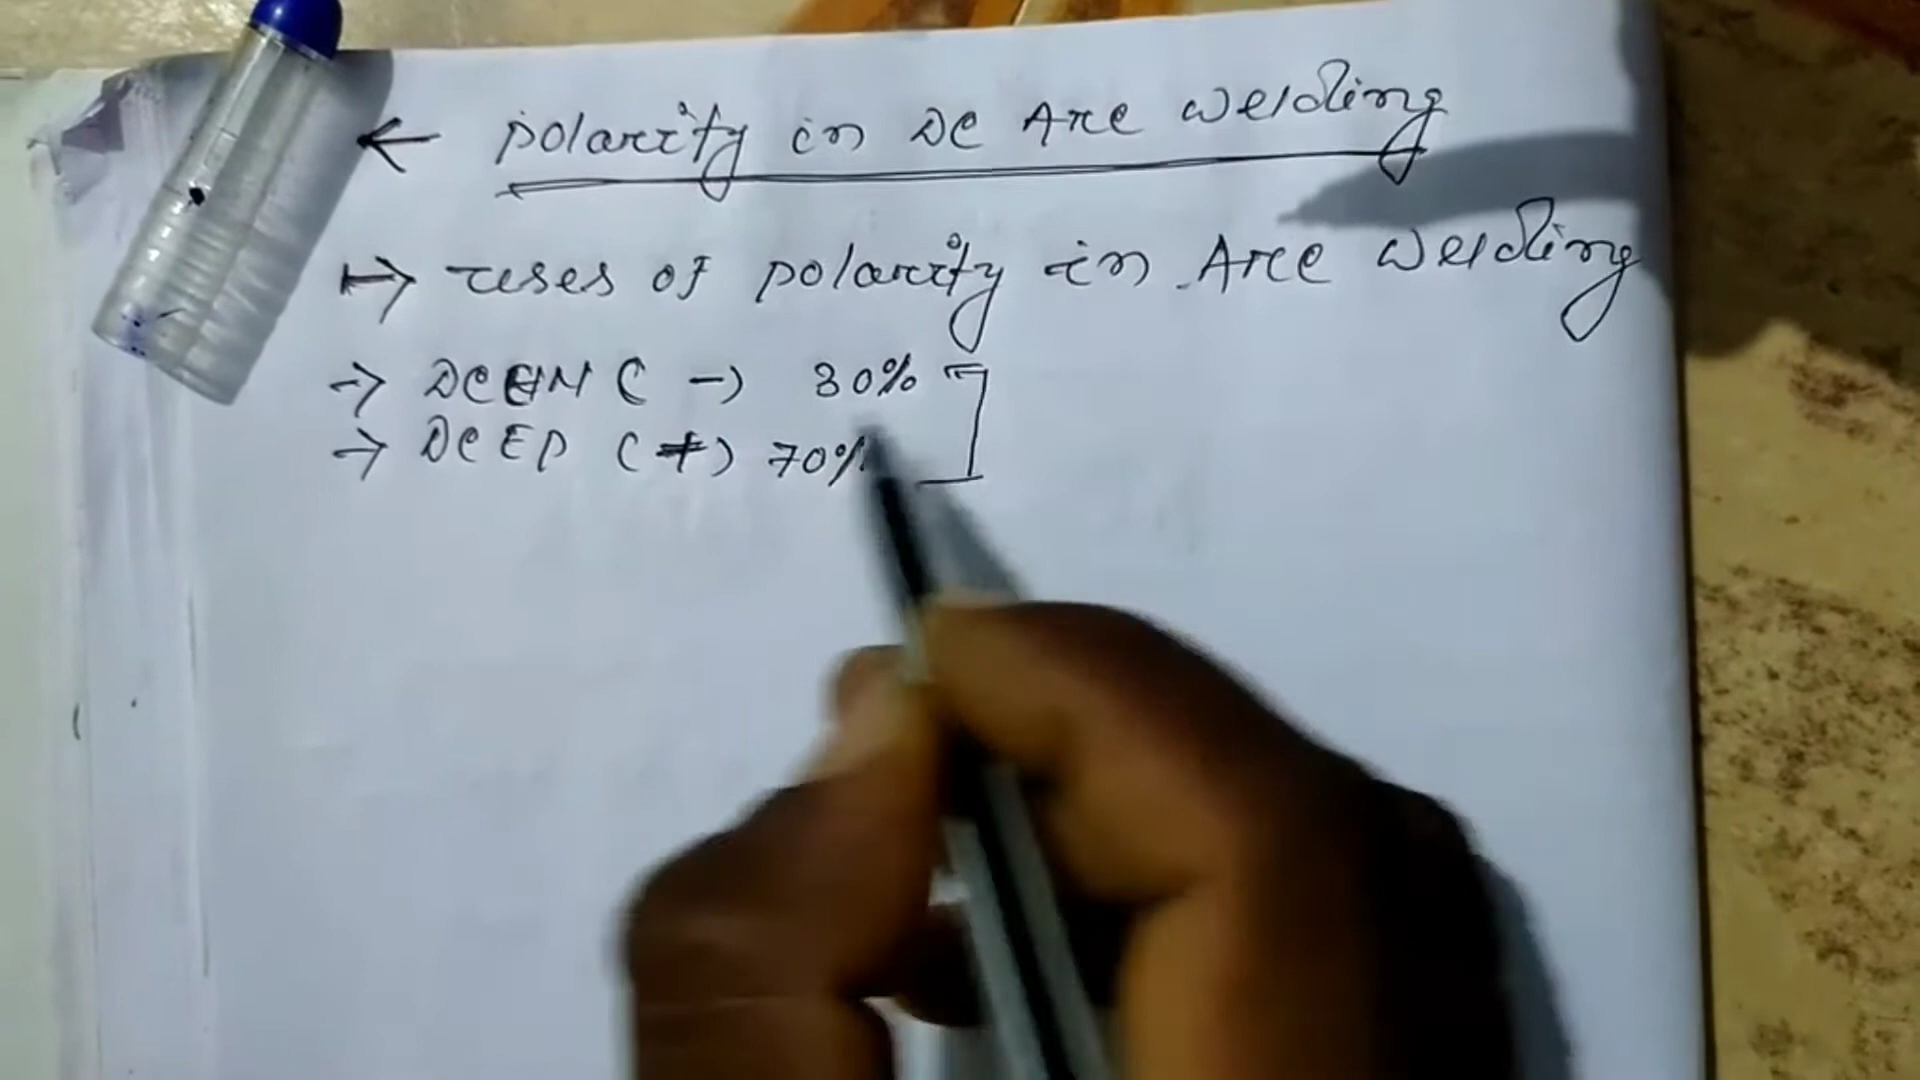 ← polarity in DC Arc welding
↦ uses of polarity in Arc welding
→ DCEN (-) 30%
→ DCEP (+) 70%